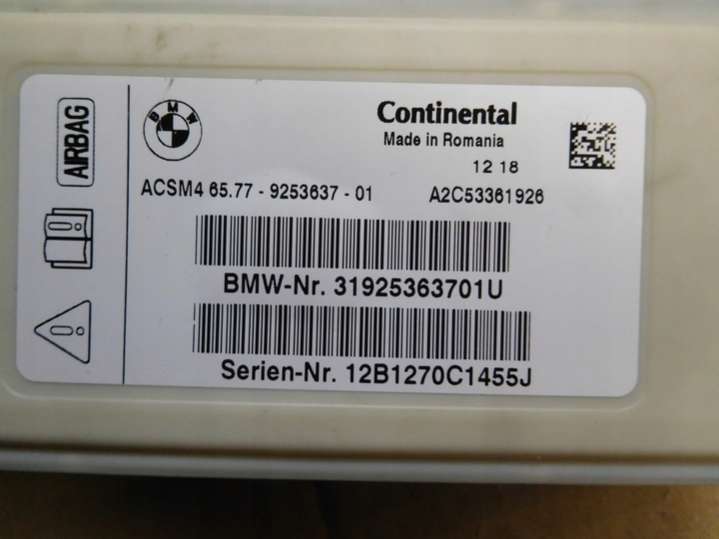 AIRBAG
BMW
Continental
Made in Romania
12 18
ACSM4 65.77 - 9253637 - 01 A2C53361926
BMW-Nr. 31925363701U
Serien-Nr. 12B1270C1455J